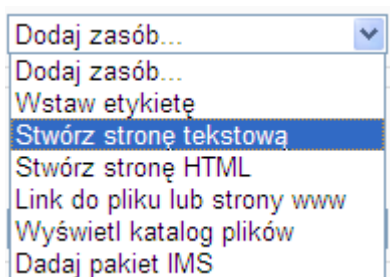 Dodaj zasób...
Dodaj zasób...
Wstaw etykietę
Stwórz stronę tekstową
Stwórz stronę HTML
Link do pliku lub strony www
Wyświetl katalog plików
Dadaj pakiet IMS